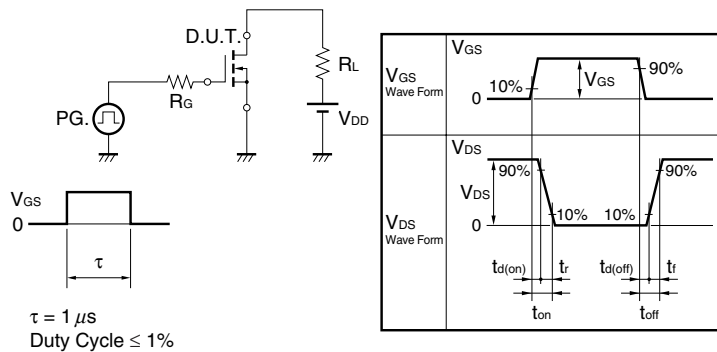 D.U.T.
RL
RG
PG.
VDD
VGS
0
τ
τ = 1 μs
Duty Cycle ≤ 1%
VGS
Wave Form
VGS
10%
0
VGS
90%
VDS
Wave Form
VDS
90%
VDS
0
10%
10%
90%
td(on)
tr
td(off)
tf
ton
toff